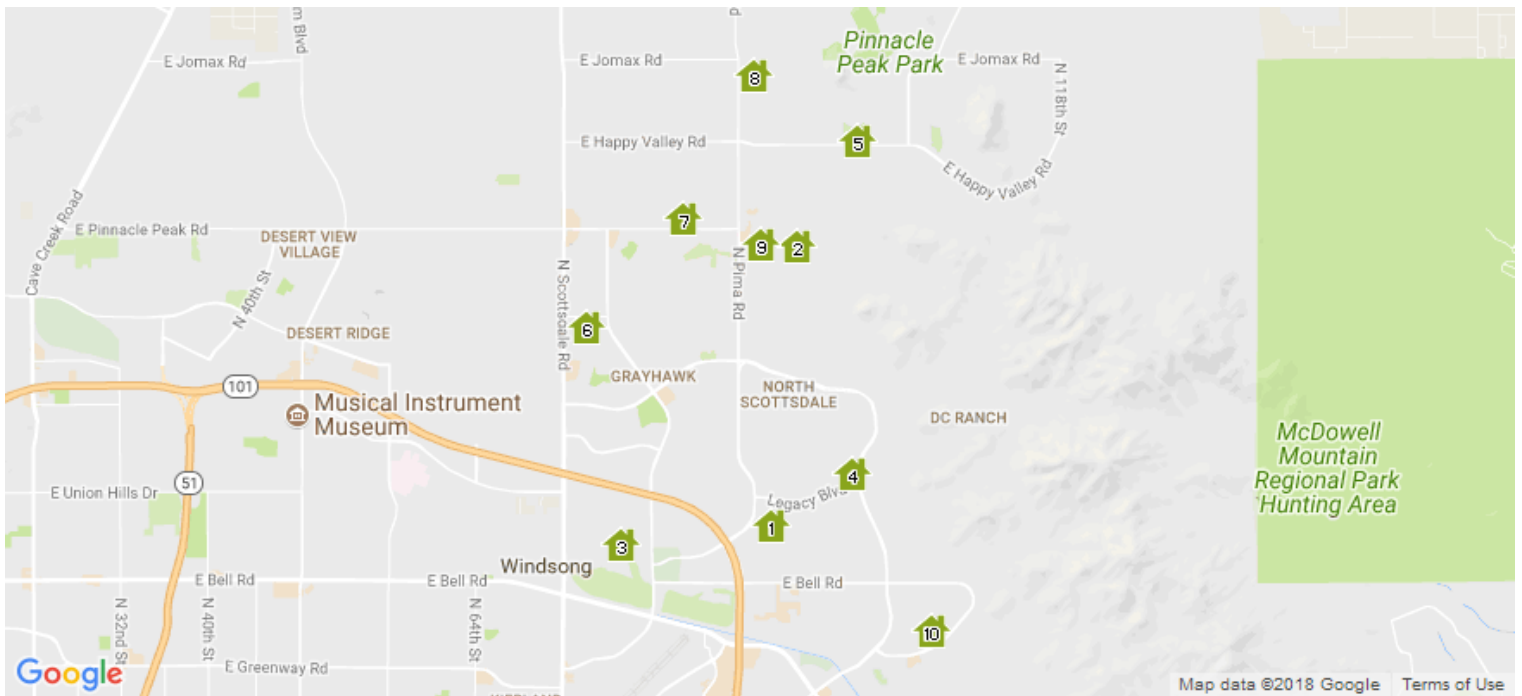 m Blvd
d
E Jomax Rd
E Jomax Rd
8
Pinnacle
Peak Park
E Jomax Rd
N 118th St
E Happy Valley Rd
5
E Happy Valley Rd
Cave Creek Road
E Pinnacle Peak Rd
DESERT VIEW
VILLAGE
7
9
2
N Scottsdale Rd
N Pima Rd
N 40th St
DESERT RIDGE
6
GRAYHAWK
NORTH
SCOTTSDALE
DC RANCH
101
Musical Instrument
Museum
McDowell
Mountain
Regional Park
Hunting Area
51
E Union Hills Dr
4
Legacy Blvd
1
3
Windsong
E Bell Rd
E Bell Rd
E Bell Rd
N 32nd St
N 40th St
N 64th St
10
E Greenway Rd
Google
Map data ©2018 Google
Terms of Use